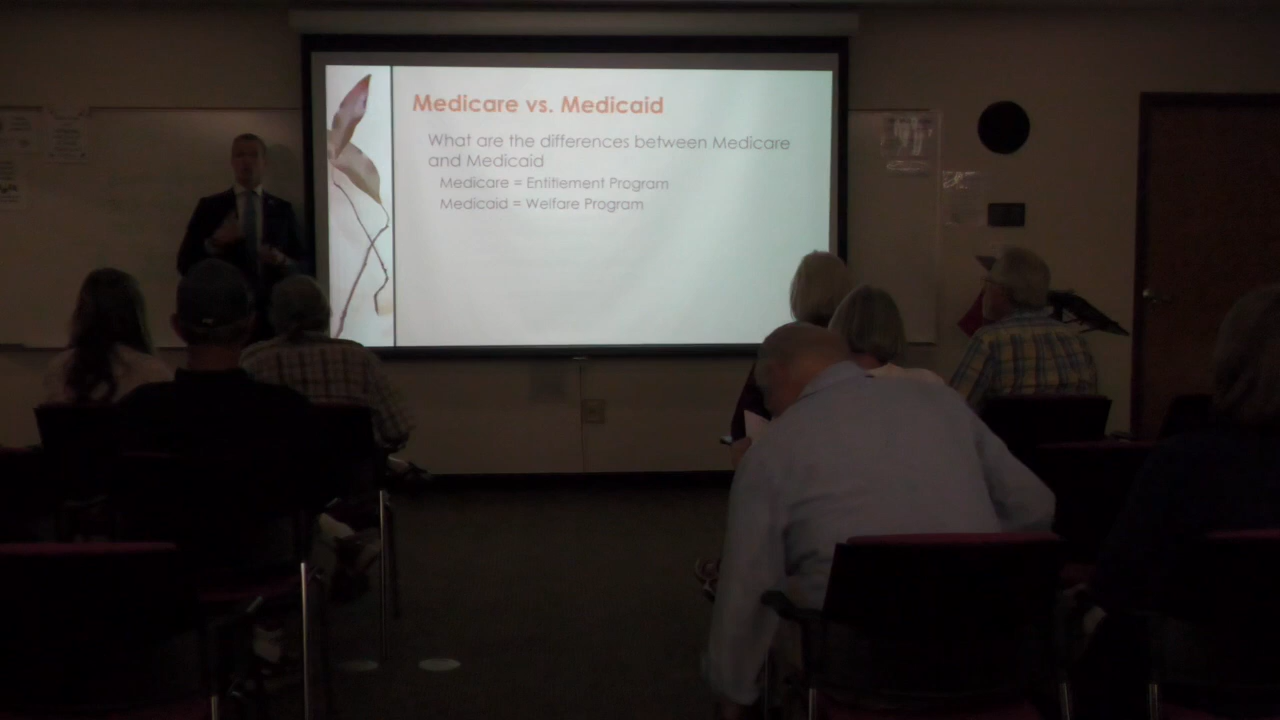 Medicare vs. Medicaid
What are the differences between Medicare
and Medicaid
Medicare = Entitlement Program
Medicaid = Welfare Program